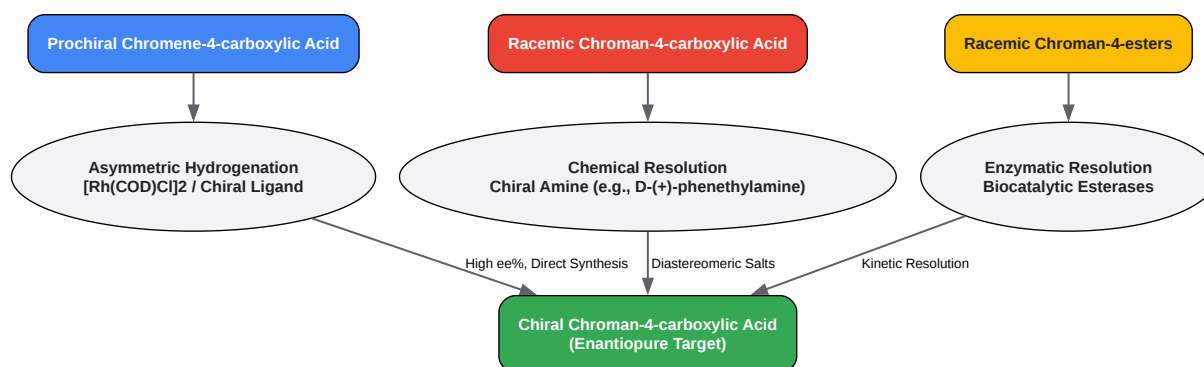 Prochiral Chromene-4-carboxylic Acid
Racemic Chroman-4-carboxylic Acid
Racemic Chroman-4-esters
Asymmetric Hydrogenation
[Rh(COD)Cl]2 / Chiral Ligand
Chemical Resolution
Chiral Amine (e.g., D-(+)-phenethylamine)
Enzymatic Resolution
Biocatalytic Esterases
High ee%, Direct Synthesis
Diastereomeric Salts
Kinetic Resolution
Chiral Chroman-4-carboxylic Acid
(Enantiopure Target)